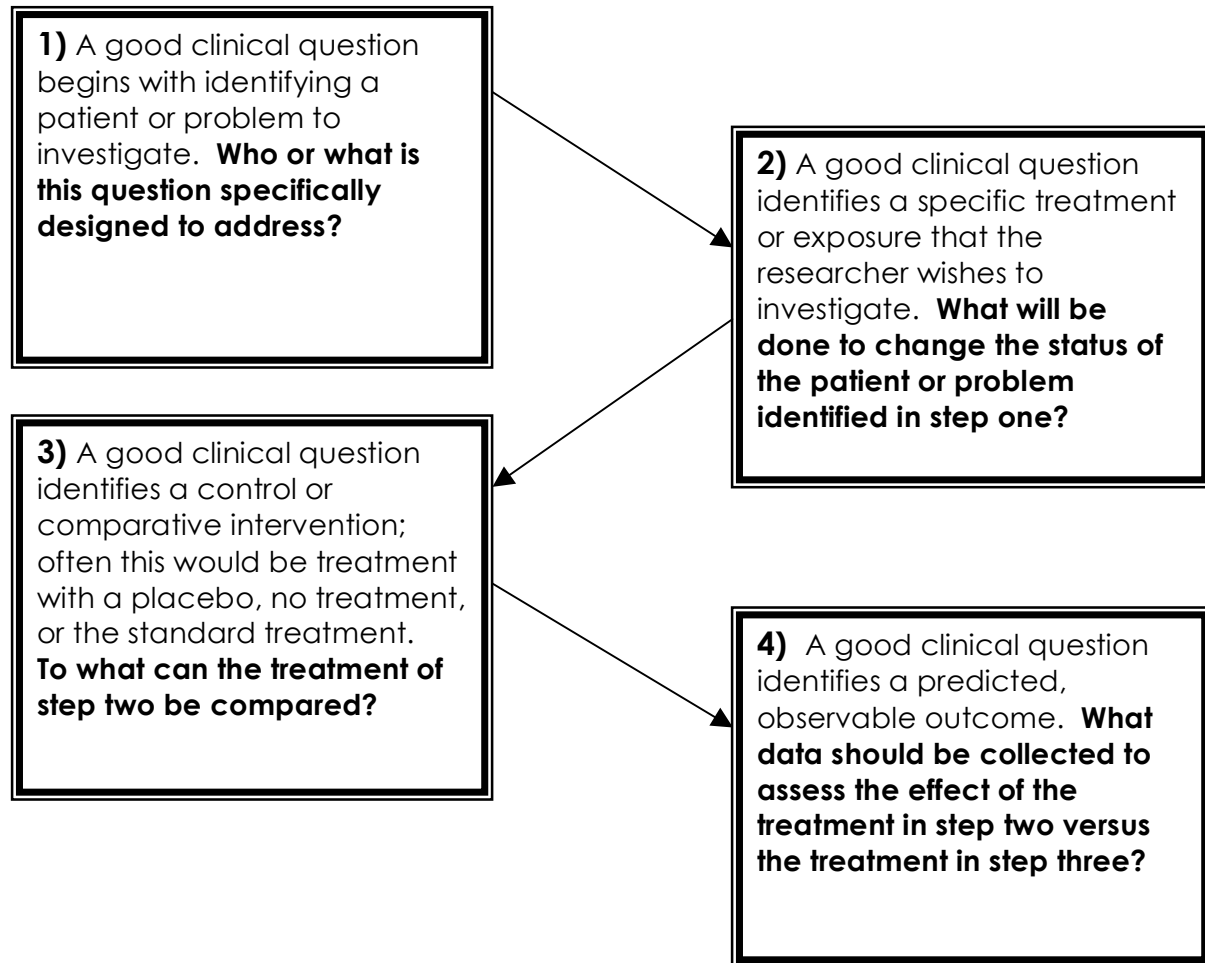 1) A good clinical question
begins with identifying a
patient or problem to
investigate.  Who or what is
this question specifically
designed to address?
2) A good clinical question
identifies a specific treatment
or exposure that the
researcher wishes to
investigate.  What will be
done to change the status of
the patient or problem
identified in step one?
3) A good clinical question
identifies a control or
comparative intervention;
often this would be treatment
with a placebo, no treatment,
or the standard treatment.
To what can the treatment of
step two be compared?
4)  A good clinical question
identifies a predicted,
observable outcome.  What
data should be collected to
assess the effect of the
treatment in step two versus
the treatment in step three?